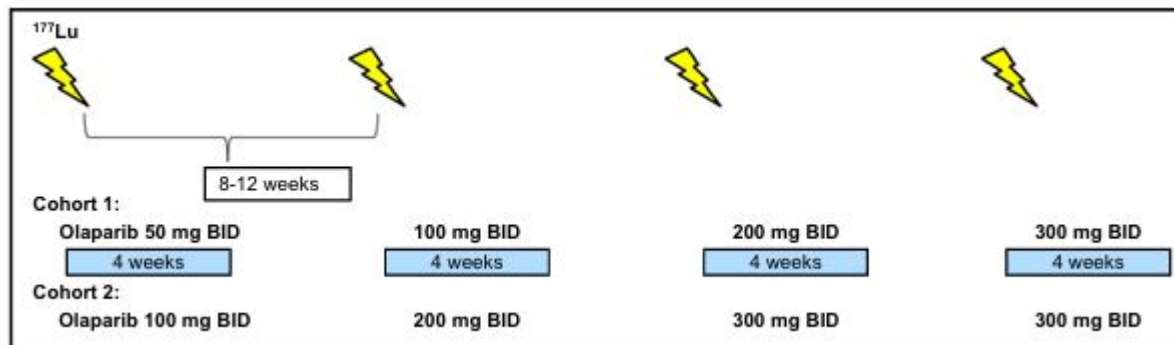 ¹⁷⁷Lu
8-12 weeks
Cohort 1:
Olaparib 50 mg BID 100 mg BID 200 mg BID 300 mg BID
4 weeks 4 weeks 4 weeks 4 weeks
Cohort 2:
Olaparib 100 mg BID 200 mg BID 300 mg BID 300 mg BID